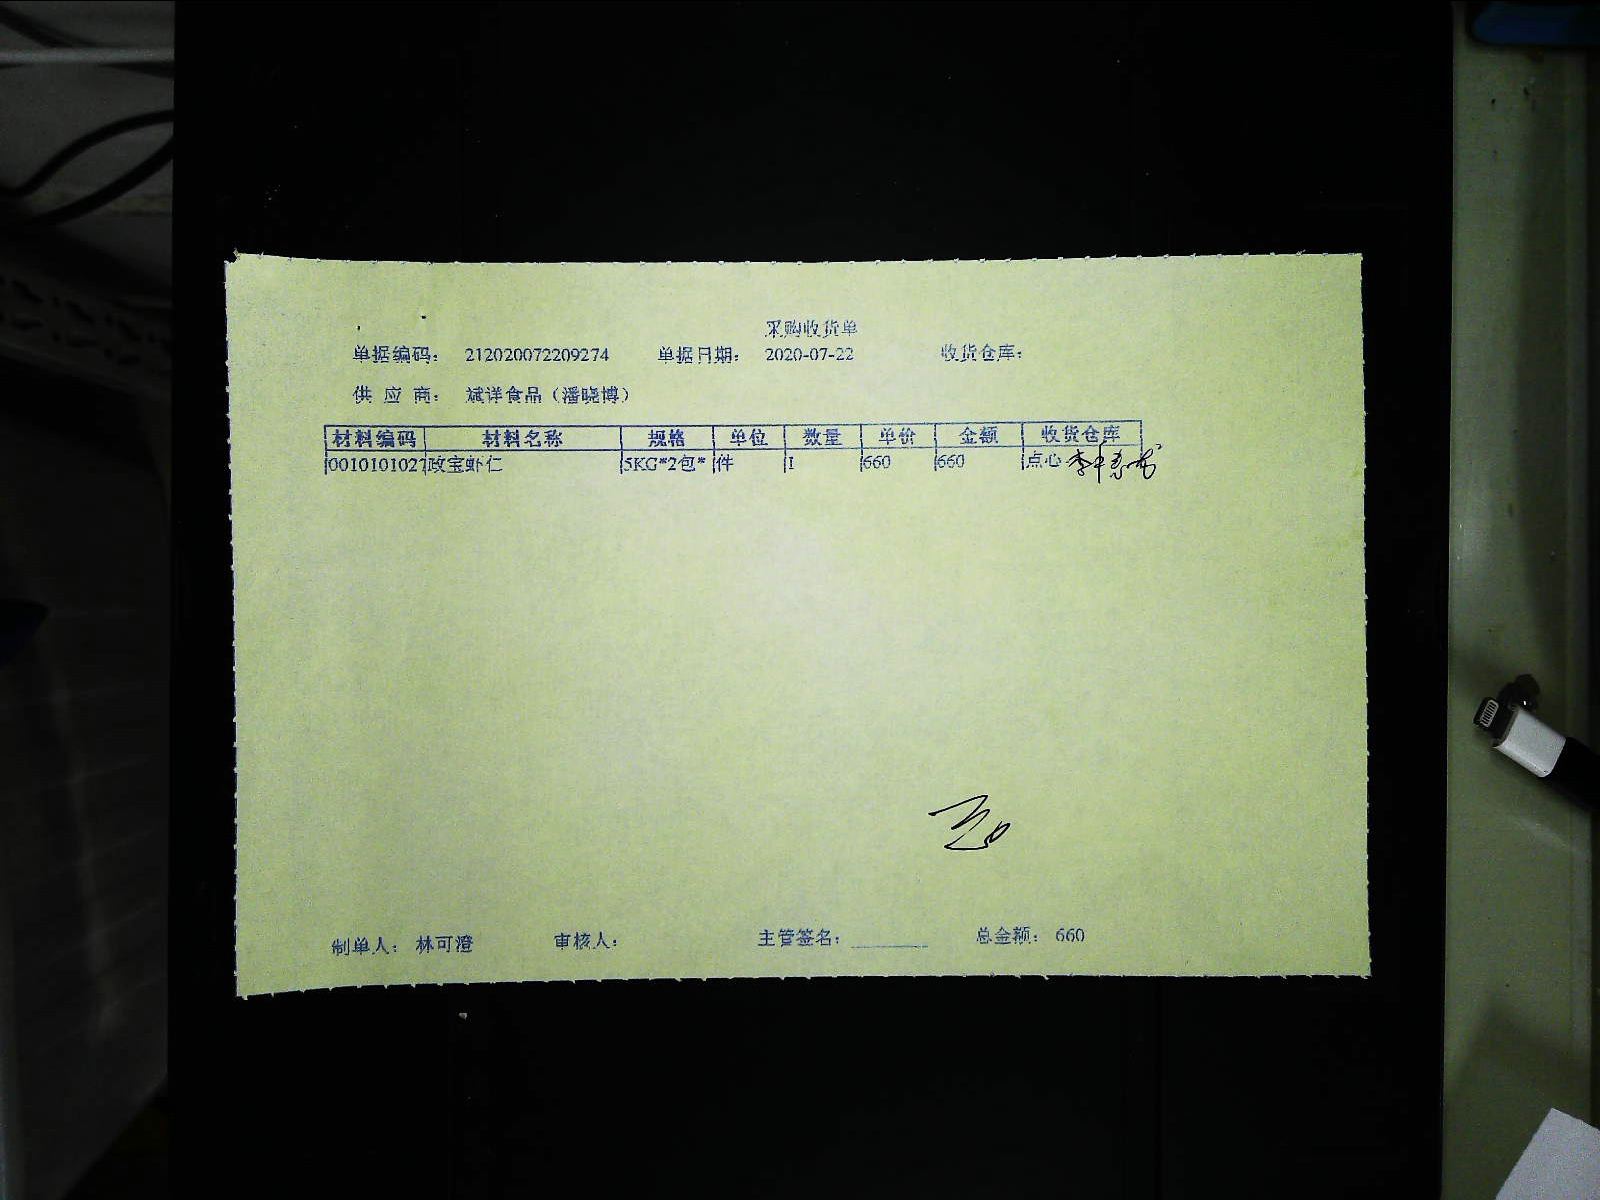 采购收货单
单据编码： 212020072209274 单据日期： 2020-07-22 收货仓库：
供 应 商： 斌洋食品（潘晓博）
材料编码 材料名称 规格 单位 数量 单价 金额 收货仓库
0010101027 政宝虾仁 5KG*2包* 件 1 660 660 点心
制单人： 林可澄 审核人： 主管签名： 总金额： 660